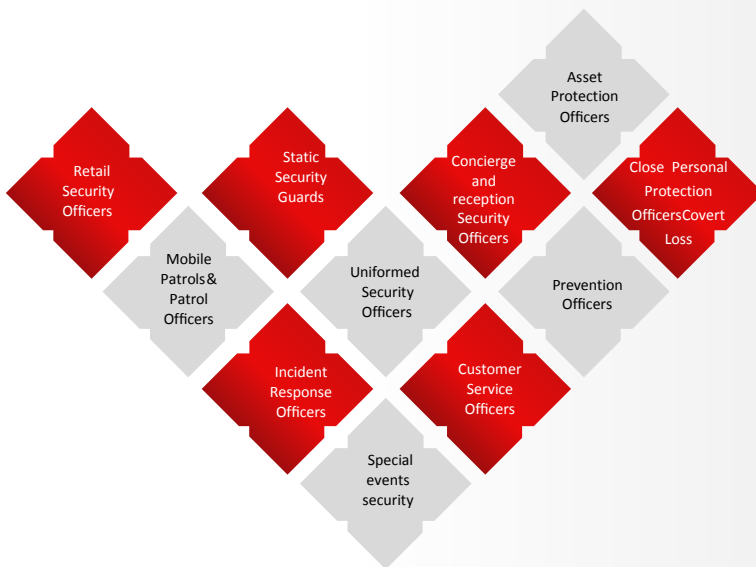 Asset
Protection
Officers
Retail
Security
Officers
Static
Security
Guards
Concierge
and
reception
Security
Officers
Close Personal
Protection
OfficersCovert
Loss
Mobile
Patrols&
Patrol
Officers
Uniformed
Security
Officers
Prevention
Officers
Incident
Response
Officers
Customer
Service
Officers
Special
events
security